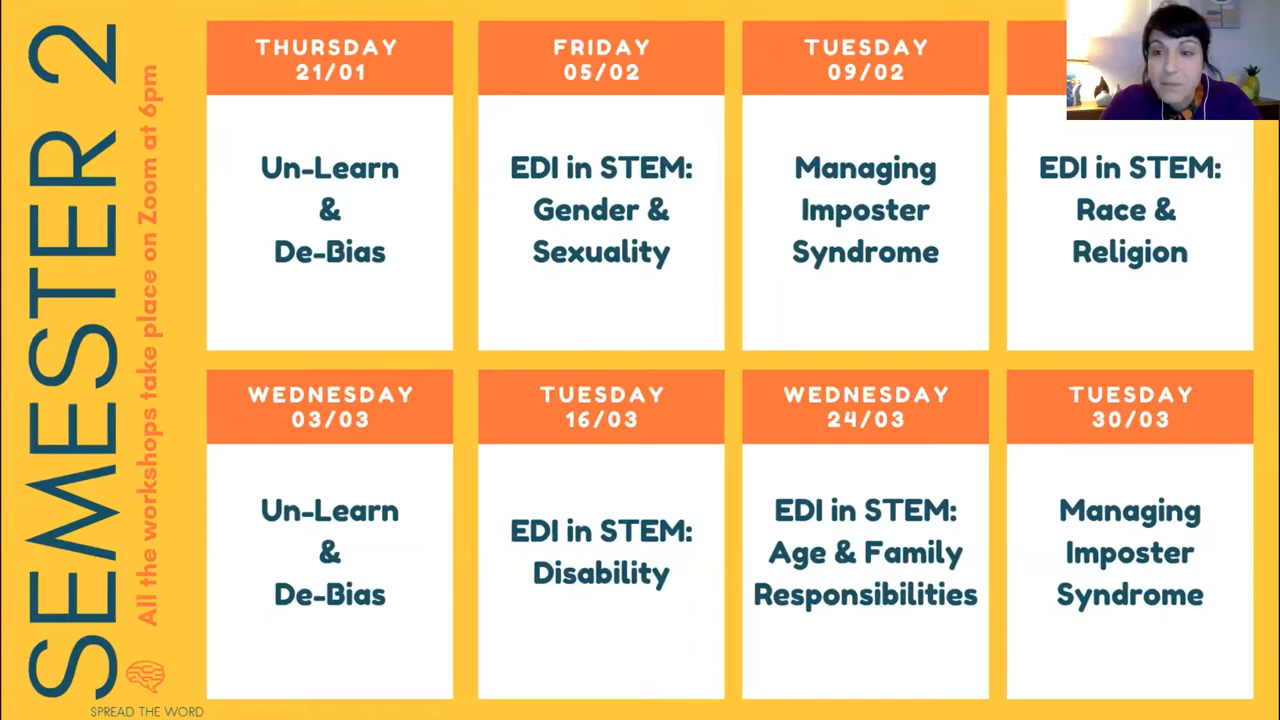 SEMESTER 2
All the workshops take place on Zoom at 6pm
SPREAD THE WORD
THURSDAY
21/01
Un-Learn
&
De-Bias
FRIDAY
05/02
EDI in STEM:
Gender &
Sexuality
TUESDAY
09/02
Managing
Imposter
Syndrome
EDI in STEM:
Race &
Religion
WEDNESDAY
03/03
Un-Learn
&
De-Bias
TUESDAY
16/03
EDI in STEM:
Disability
WEDNESDAY
24/03
EDI in STEM:
Age & Family
Responsibilities
TUESDAY
30/03
Managing
Imposter
Syndrome